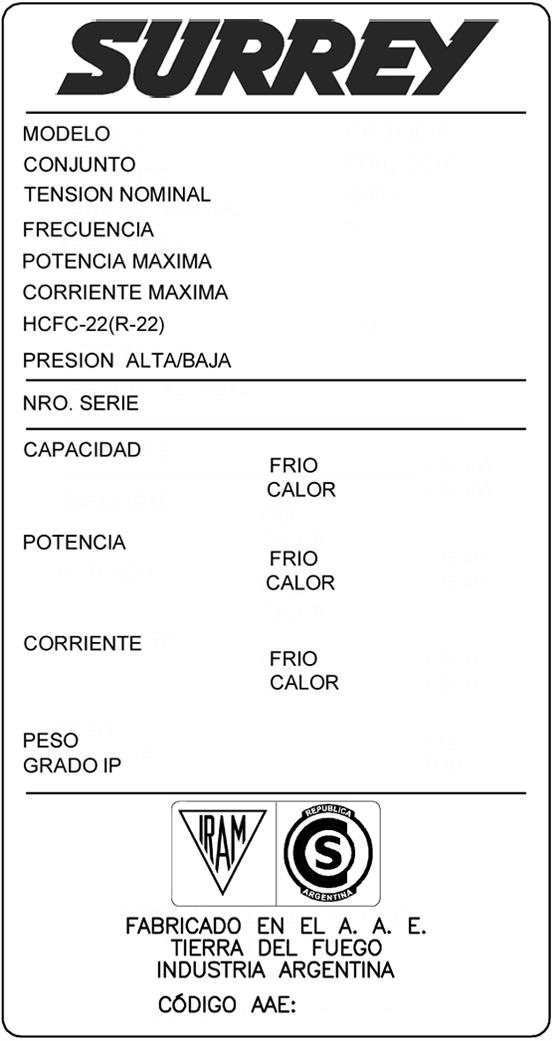 SURREY
MODELO
CONJUNTO
TENSION NOMINAL
FRECUENCIA
POTENCIA MAXIMA
CORRIENTE MAXIMA
HCFC-22(R-22)
PRESION ALTA/BAJA
NRO. SERIE
CAPACIDAD
FRIO
CALOR
POTENCIA
FRIO
CALOR
CORRIENTE
FRIO
CALOR
PESO
GRADO IP
IRAM
REPUBLICA
S
ARGENTINA
FABRICADO EN EL A. A. E.
TIERRA DEL FUEGO
INDUSTRIA ARGENTINA
CÓDIGO AAE: